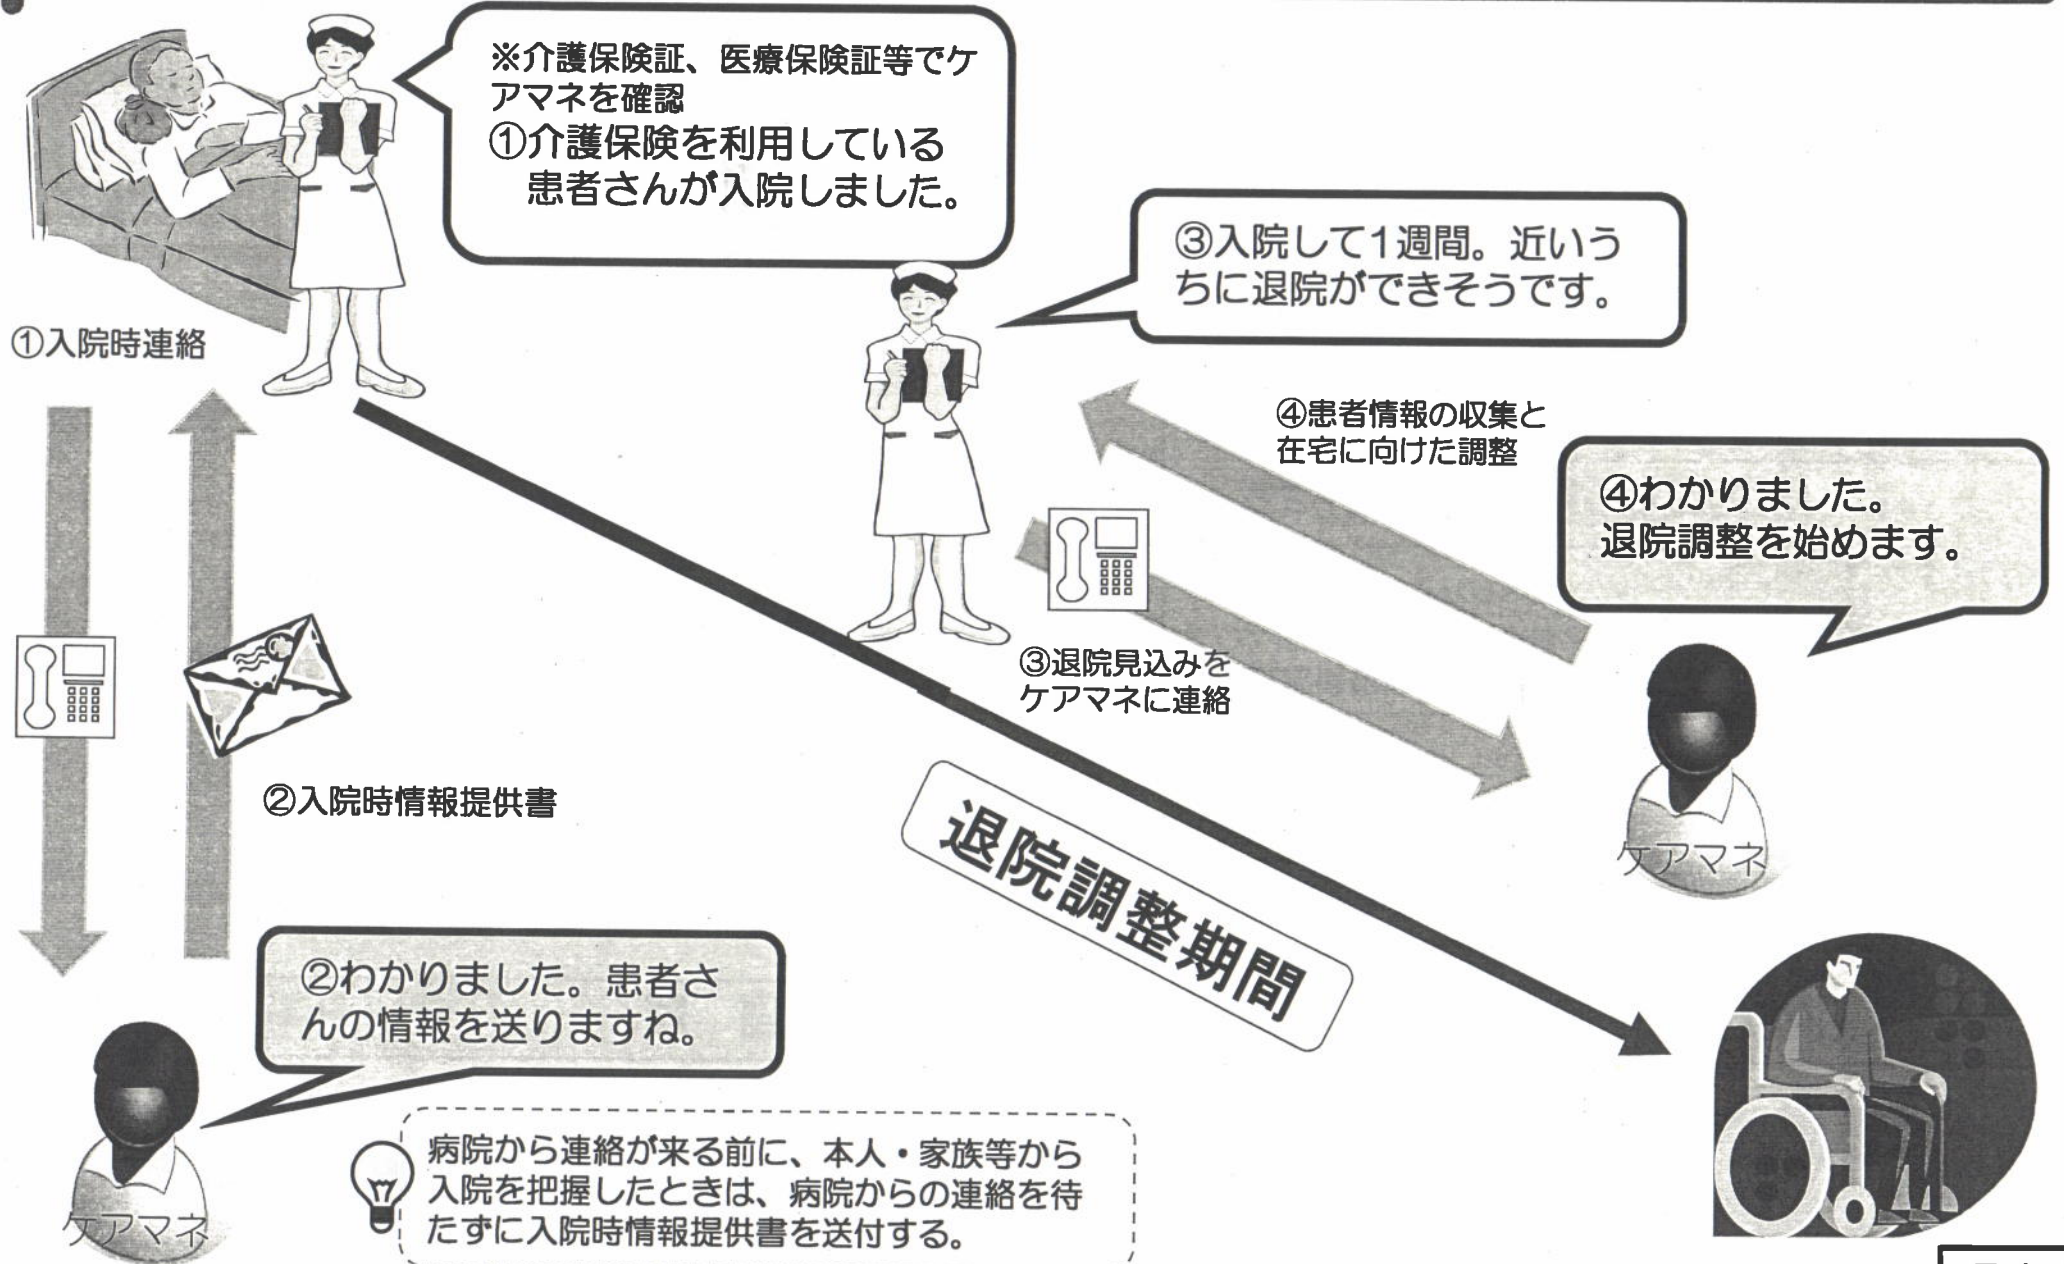 ※介護保険証、医療保険証等でケ
アマネを確認
①介護保険を利用している
患者さんが入院しました。
③入院して1週間。近いう
ちに退院ができそうです。
①入院時連絡
④患者情報の収集と
在宅に向けた調整
④わかりました。
退院調整を始めます。
③退院見込みを
ケアマネに連絡
②入院時情報提供書
退院調整期間
ケアマネ
②わかりました。患者さ
んの情報を送りますね。
病院から連絡が来る前に、本人・家族等から
入院を把握したときは、病院からの連絡を待
たずに入院時情報提供書を送付する。
ケアマネ